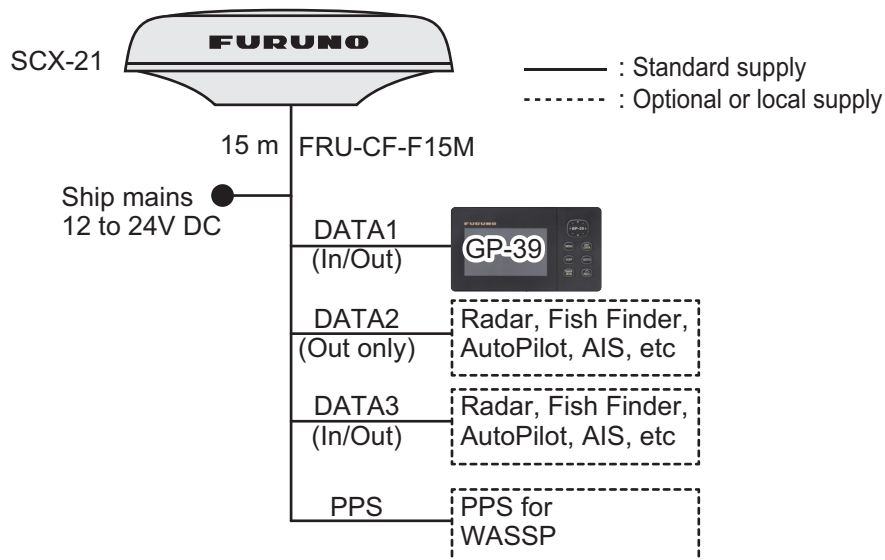 FURUNO
SCX-21
: Standard supply
: Optional or local supply
15 m
FRU-CF-F15M
Ship mains
12 to 24V DC
DATA1
(In/Out)
FURUNO
GP-39
DATA2
(Out only)
Radar, Fish Finder,
AutoPilot, AIS, etc
DATA3
(In/Out)
Radar, Fish Finder,
AutoPilot, AIS, etc
PPS
PPS for
WASSP